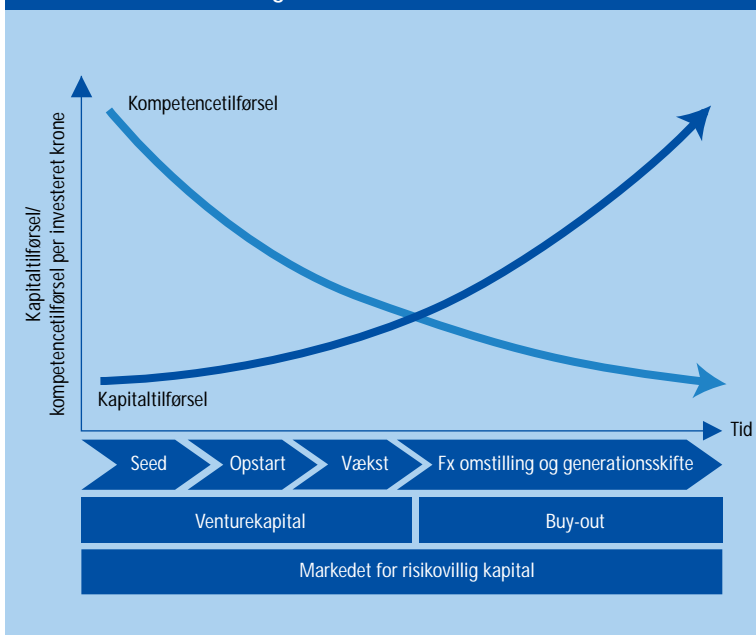 Kompetencetilførsel
Kapitaltilførsel/
kompetencetilførsel per investeret krone
Kapitaltilførsel
Tid
Seed
Opstart
Vækst
Fx omstilling og generationsskifte
Venturekapital
Buy-out
Markedet for risikovillig kapital